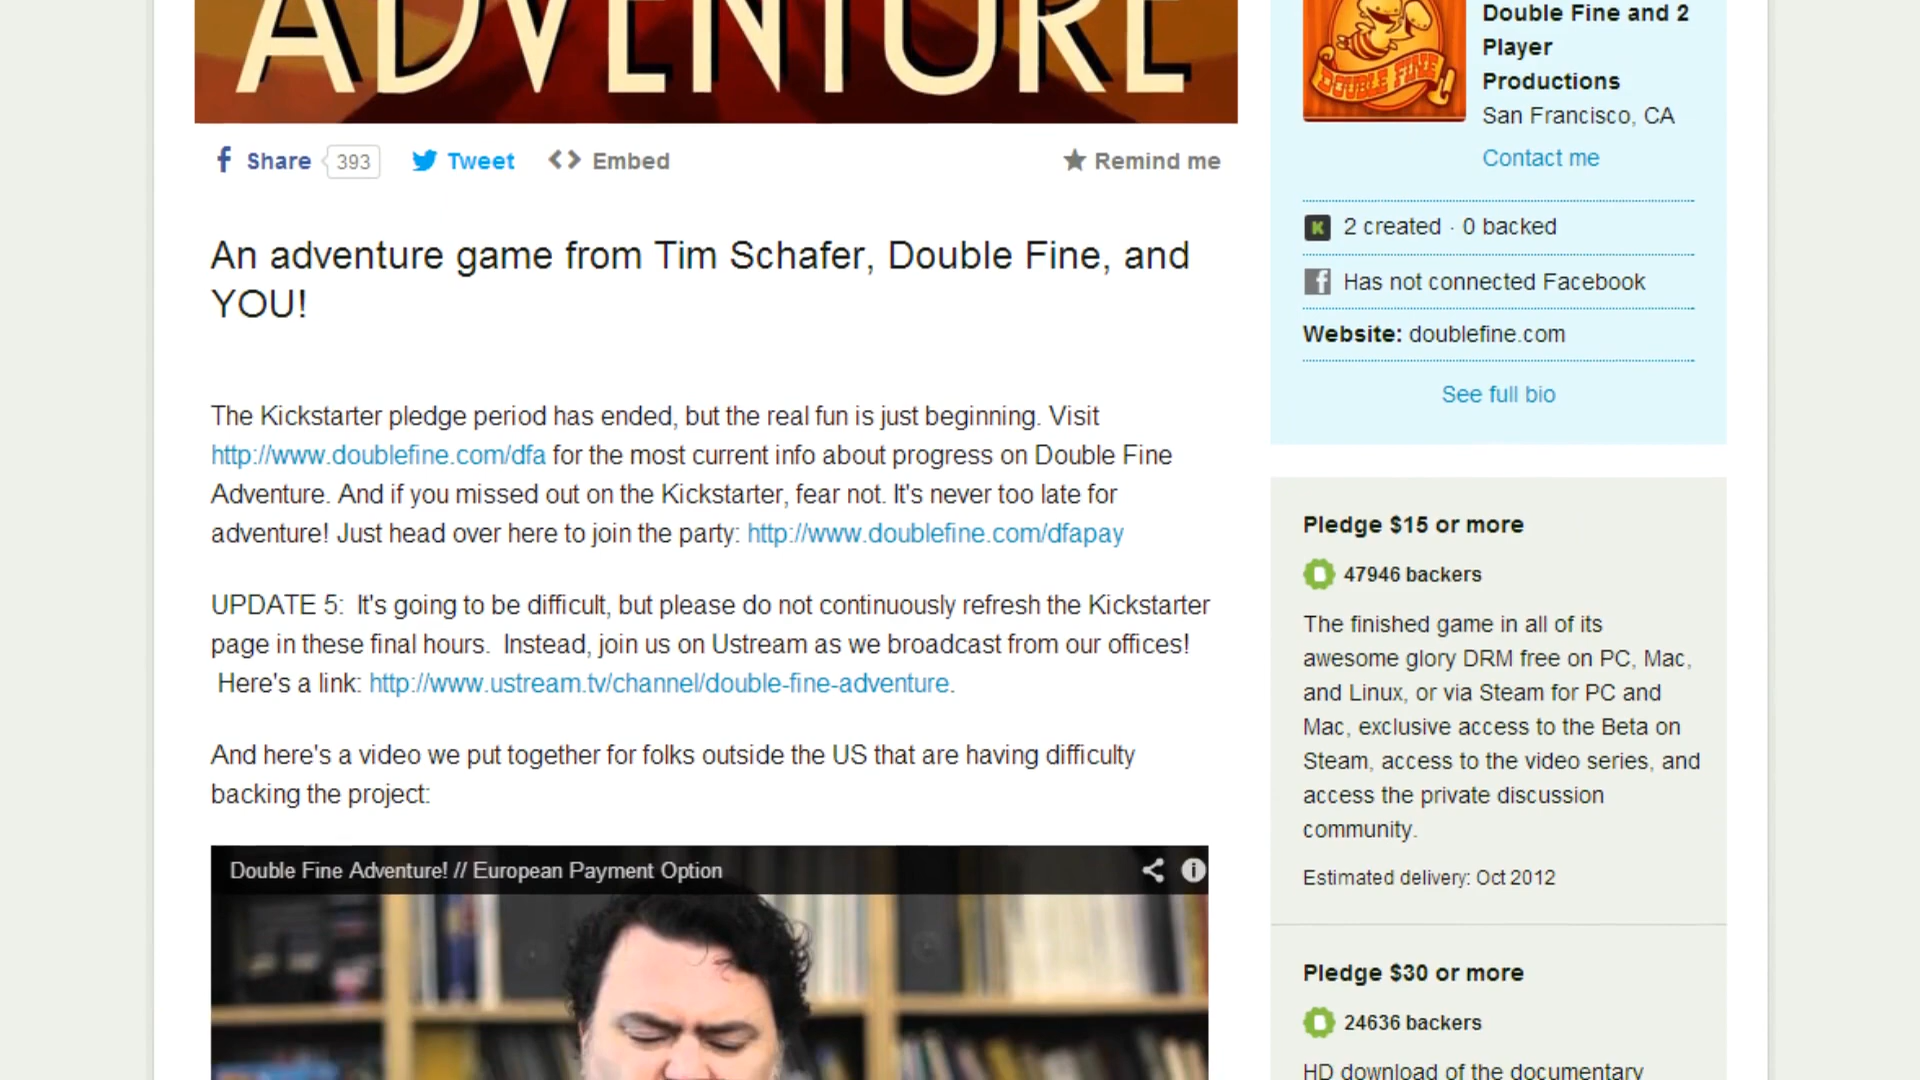 ADVENTURE
Share 393 Tweet Embed Remind me
An adventure game from Tim Schafer, Double Fine, and
YOU!
The Kickstarter pledge period has ended, but the real fun is just beginning. Visit
http://www.doublefine.com/dfa for the most current info about progress on Double Fine
Adventure. And if you missed out on the Kickstarter, fear not. It's never too late for
adventure! Just head over here to join the party: http://www.doublefine.com/dfapay
UPDATE 5: It's going to be difficult, but please do not continuously refresh the Kickstarter
page in these final hours. Instead, join us on Ustream as we broadcast from our offices!
Here's a link: http://www.ustream.tv/channel/double-fine-adventure.
And here's a video we put together for folks outside the US that are having difficulty
backing the project:
Double Fine Adventure! // European Payment Option
DOUBLE FINE
Double Fine and 2
Player
Productions
San Francisco, CA
Contact me
K 2 created · 0 backed
f Has not connected Facebook
Website: doublefine.com
See full bio
Pledge $15 or more
47946 backers
The finished game in all of its
awesome glory DRM free on PC, Mac,
and Linux, or via Steam for PC and
Mac, exclusive access to the Beta on
Steam, access to the video series, and
access the private discussion
community.
Estimated delivery: Oct 2012
Pledge $30 or more
24636 backers
HD download of the documentary